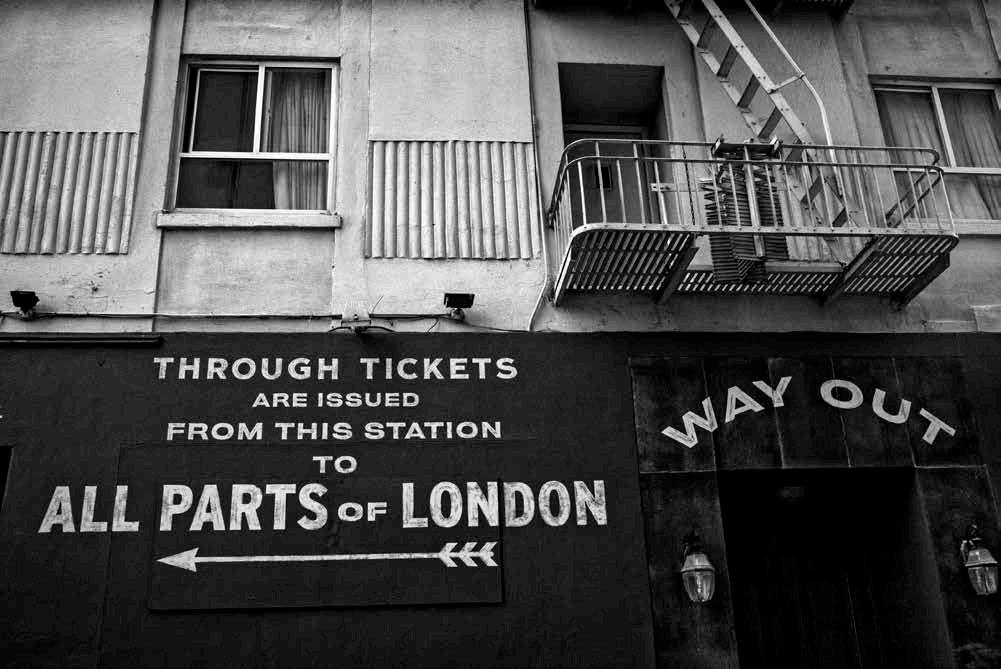 THROUGH TICKETS
ARE ISSUED
FROM THIS STATION
TO
ALL PARTS OF LONDON
WAY OUT